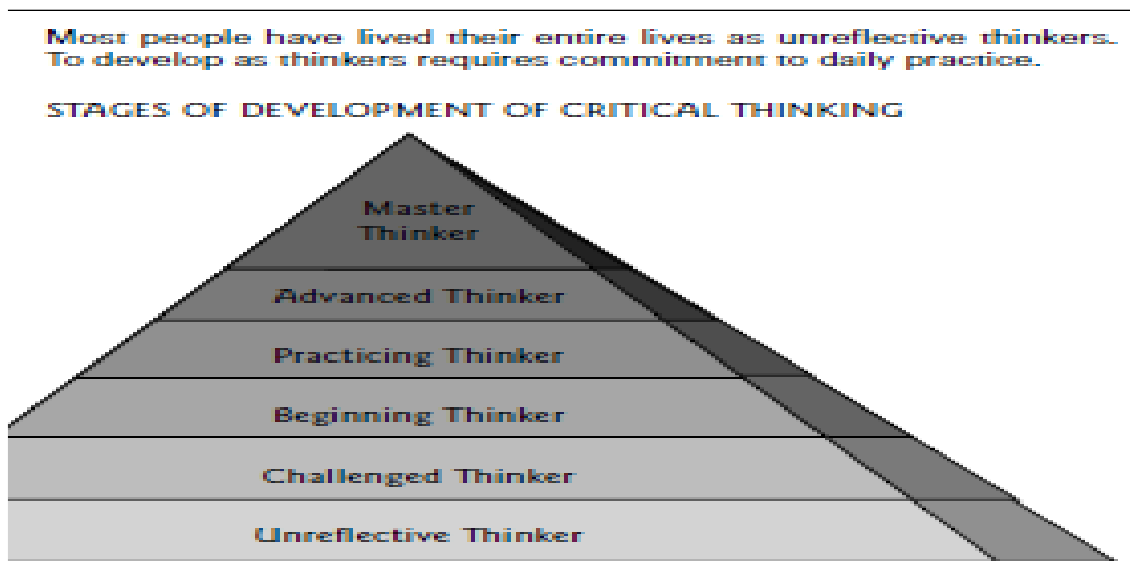 Most people have lived their entire lives as unreflective thinkers.
To develop as thinkers requires commitment to daily practice.
STAGES OF DEVELOPMENT OF CRITICAL THINKING
Master
Thinker
Advanced Thinker
Practicing Thinker
Beginning Thinker
Challenged Thinker
Unreflective Thinker